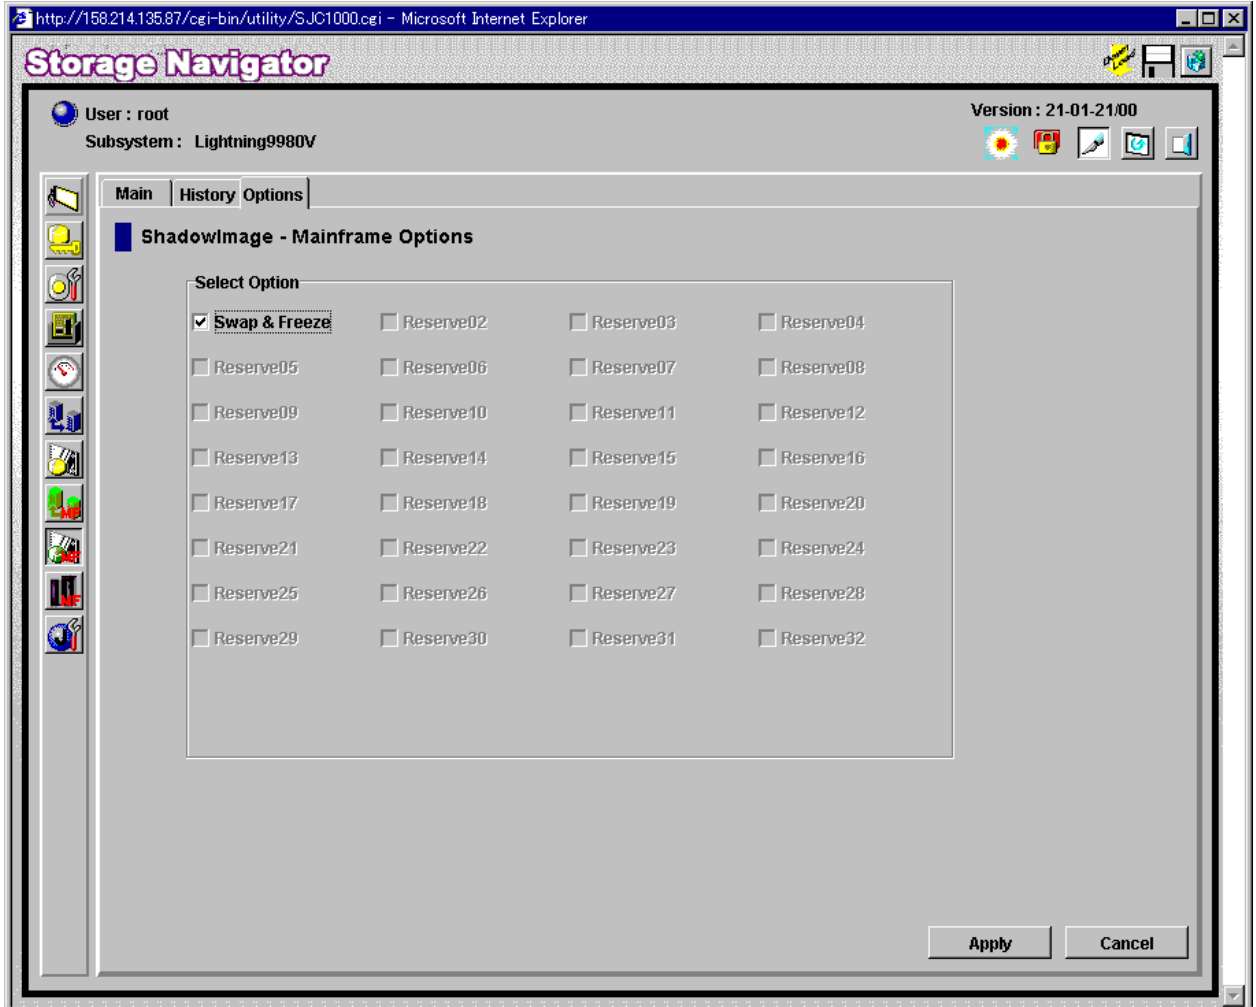 http://158.214.135.87/cgi-bin/utility/SJC1000.cgi - Microsoft Internet Explorer
Storage Navigator
User : root
Version : 21-01-21/00
Subsystem : Lightning9980V
Main History Options
ShadowImage - Mainframe Options
Select Option
Swap & Freeze Reserve02 Reserve03 Reserve04
Reserve05 Reserve06 Reserve07 Reserve08
Reserve09 Reserve10 Reserve11 Reserve12
Reserve13 Reserve14 Reserve15 Reserve16
Reserve17 Reserve18 Reserve19 Reserve20
Reserve21 Reserve22 Reserve23 Reserve24
Reserve25 Reserve26 Reserve27 Reserve28
Reserve29 Reserve30 Reserve31 Reserve32
MF
MF
MF
Apply Cancel